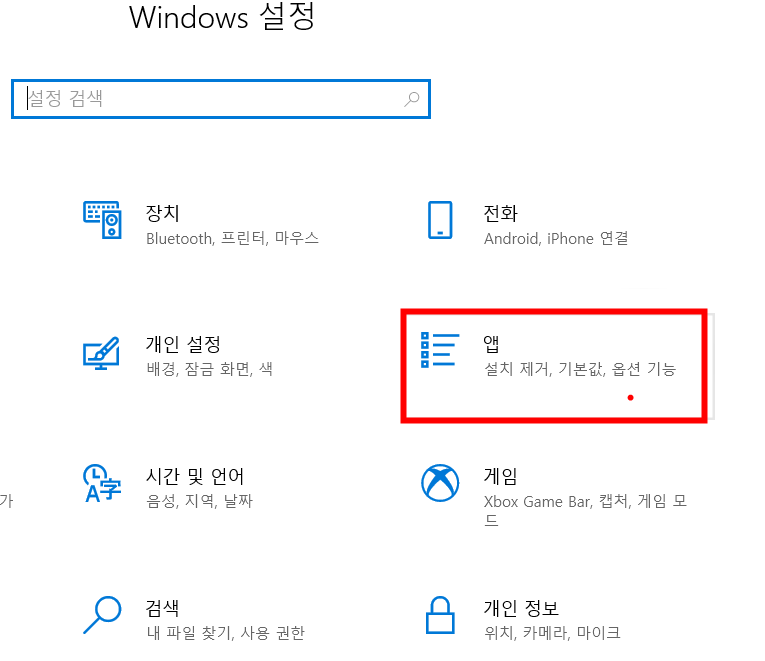 Windows 설정
설정 검색
장치
Bluetooth, 프린터, 마우스
전화
Android, iPhone 연결
개인 설정
배경, 잠금 화면, 색
앱
설치 제거, 기본값, 옵션 기능
가
시간 및 언어
음성, 지역, 날짜
게임
Xbox Game Bar, 캡처, 게임 모
드
검색
내 파일 찾기, 사용 권한
개인 정보
위치, 카메라, 마이크